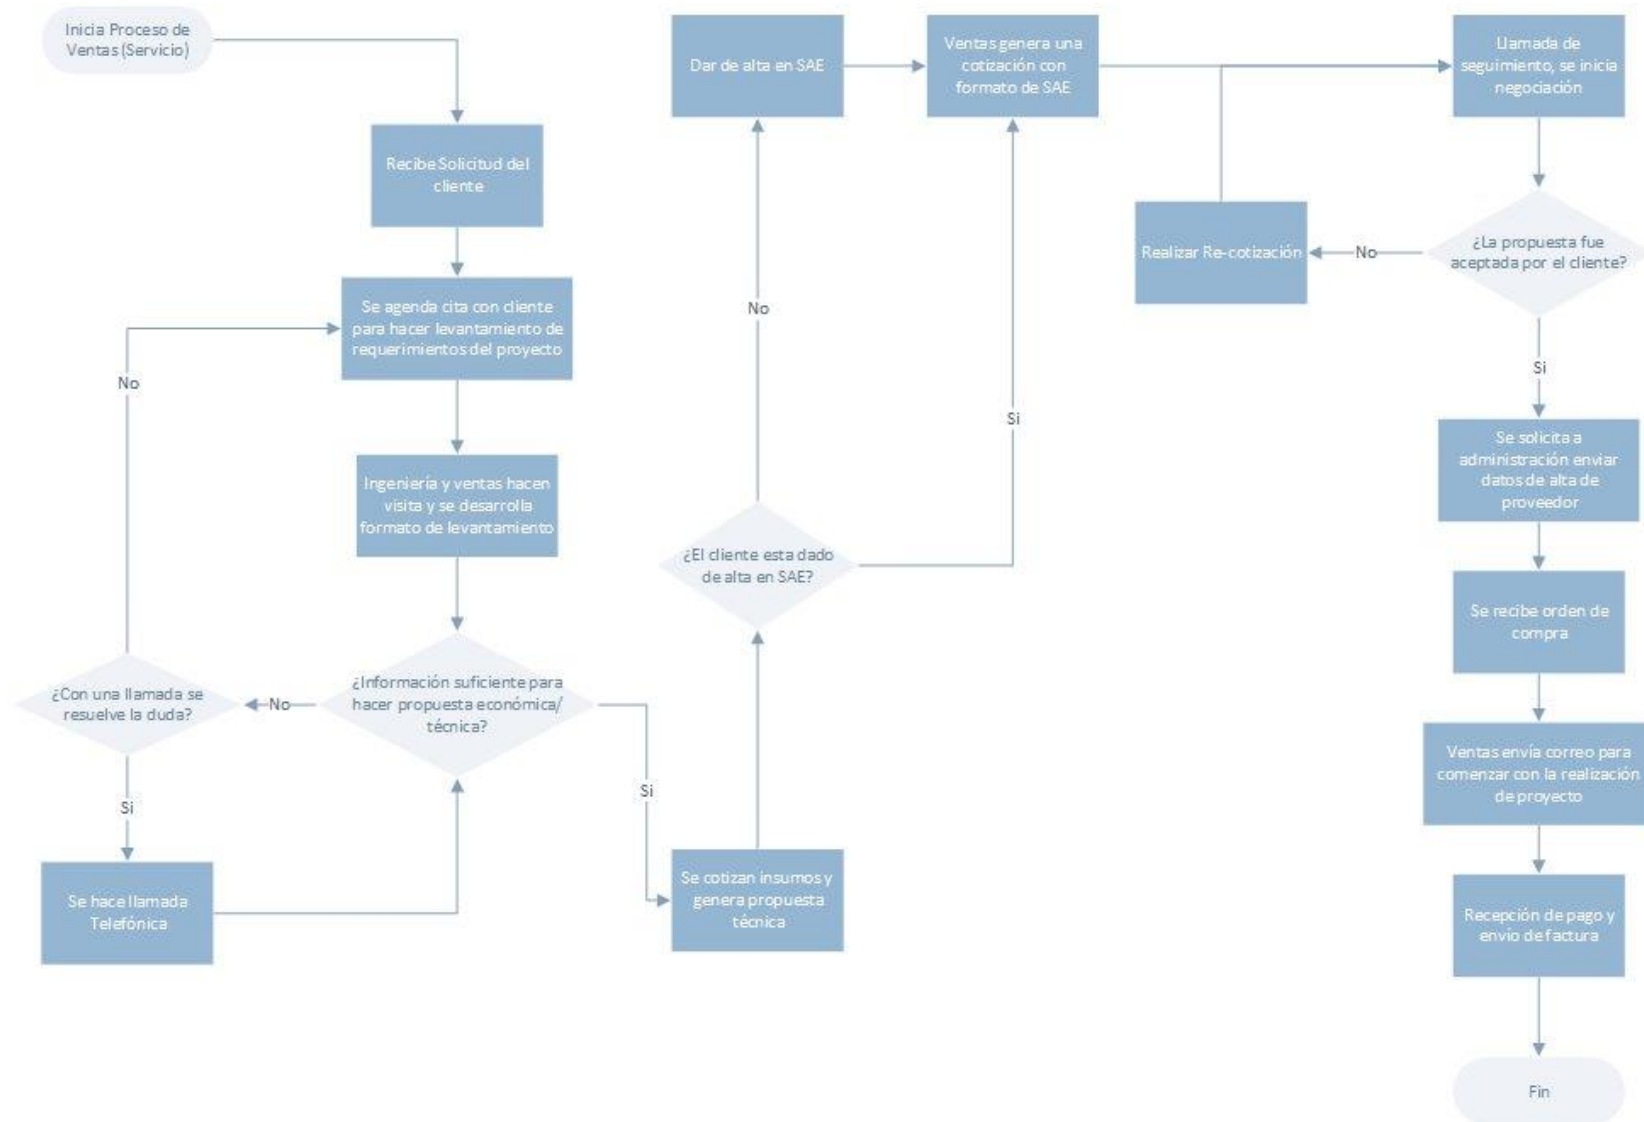 Inicia Proceso de
Ventas (Servicio)
Recibe Solicitud del
cliente
Se agenda cita con cliente
para hacer levantamiento de
requerimientos del proyecto
No
Ingeniería y ventas hacen
visita y se desarrolla
formato de levantamiento
¿Información suficiente para
hacer propuesta económica/
técnica?
No
¿Con una llamada se
resuelve la duda?
Si
Se hace llamada
Telefónica
Si
Se cotizan insumos y
genera propuesta
técnica
¿El cliente esta dado
de alta en SAE?
No
Dar de alta en SAE
Si
Ventas genera una
cotización con
formato de SAE
Llamada de
seguimiento, se inicia
negociación
¿La propuesta fue
aceptada por el cliente?
No
Realizar Re-cotización
Si
Se solicita a
administración enviar
datos de alta de
proveedor
Se recibe orden de
compra
Ventas envía correo para
comenzar con la realización
de proyecto
Recepción de pago y
envío de factura
Fin